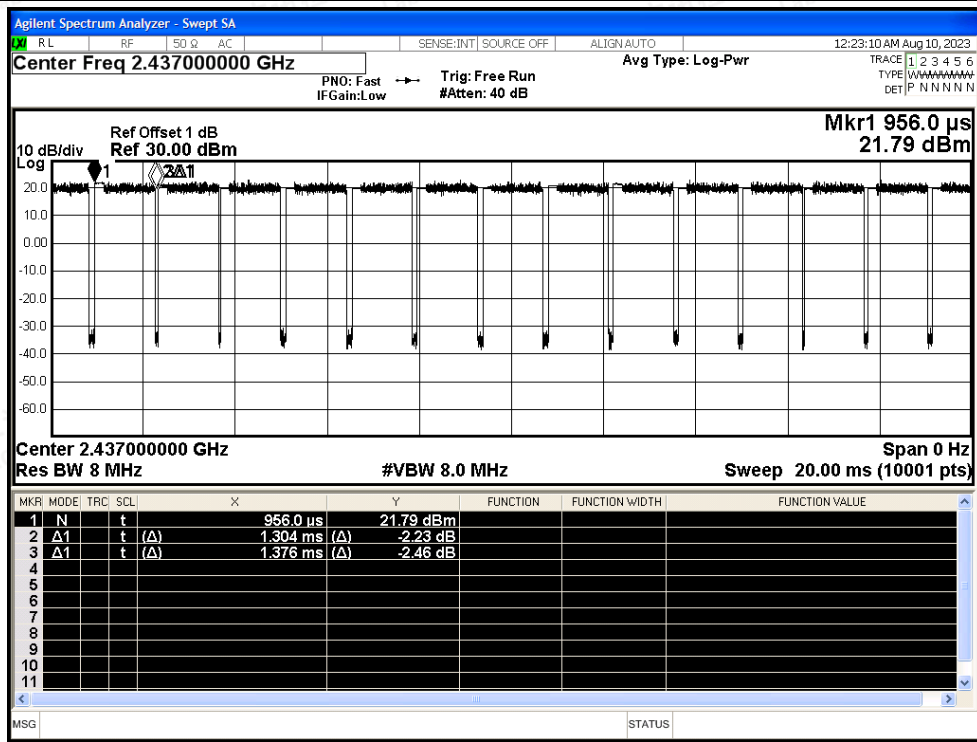 Agilent Spectrum Analyzer - Swept SA
LXI RL RF 50 Ω AC SENSE:INT SOURCE OFF ALIGN AUTO 12:23:10 AM Aug 10, 2023
Center Freq 2.437000000 GHz
PNO: Fast
IFGain:Low
Trig: Free Run
#Atten: 40 dB
Avg Type: Log-Pwr
TRACE 1 2 3 4 5 6
TYPE W
DET P N N N N N
Mkr1 956.0 µs
21.79 dBm
Ref Offset 1 dB
10 dB/div Ref 30.00 dBm
Log
1
2Δ1
20.0
10.0
0.00
-10.0
-20.0
-30.0
-40.0
-50.0
-60.0
Center 2.437000000 GHz Span 0 Hz
Res BW 8 MHz #VBW 8.0 MHz Sweep 20.00 ms (10001 pts)
MKR MODE TRC SCL X Y FUNCTION FUNCTION WIDTH FUNCTION VALUE
1 N t 956.0 µs 21.79 dBm
2 Δ1 t (Δ) 1.304 ms (Δ) -2.23 dB
3 Δ1 t (Δ) 1.376 ms (Δ) -2.46 dB
4
5
6
7
8
9
10
11
MSG STATUS